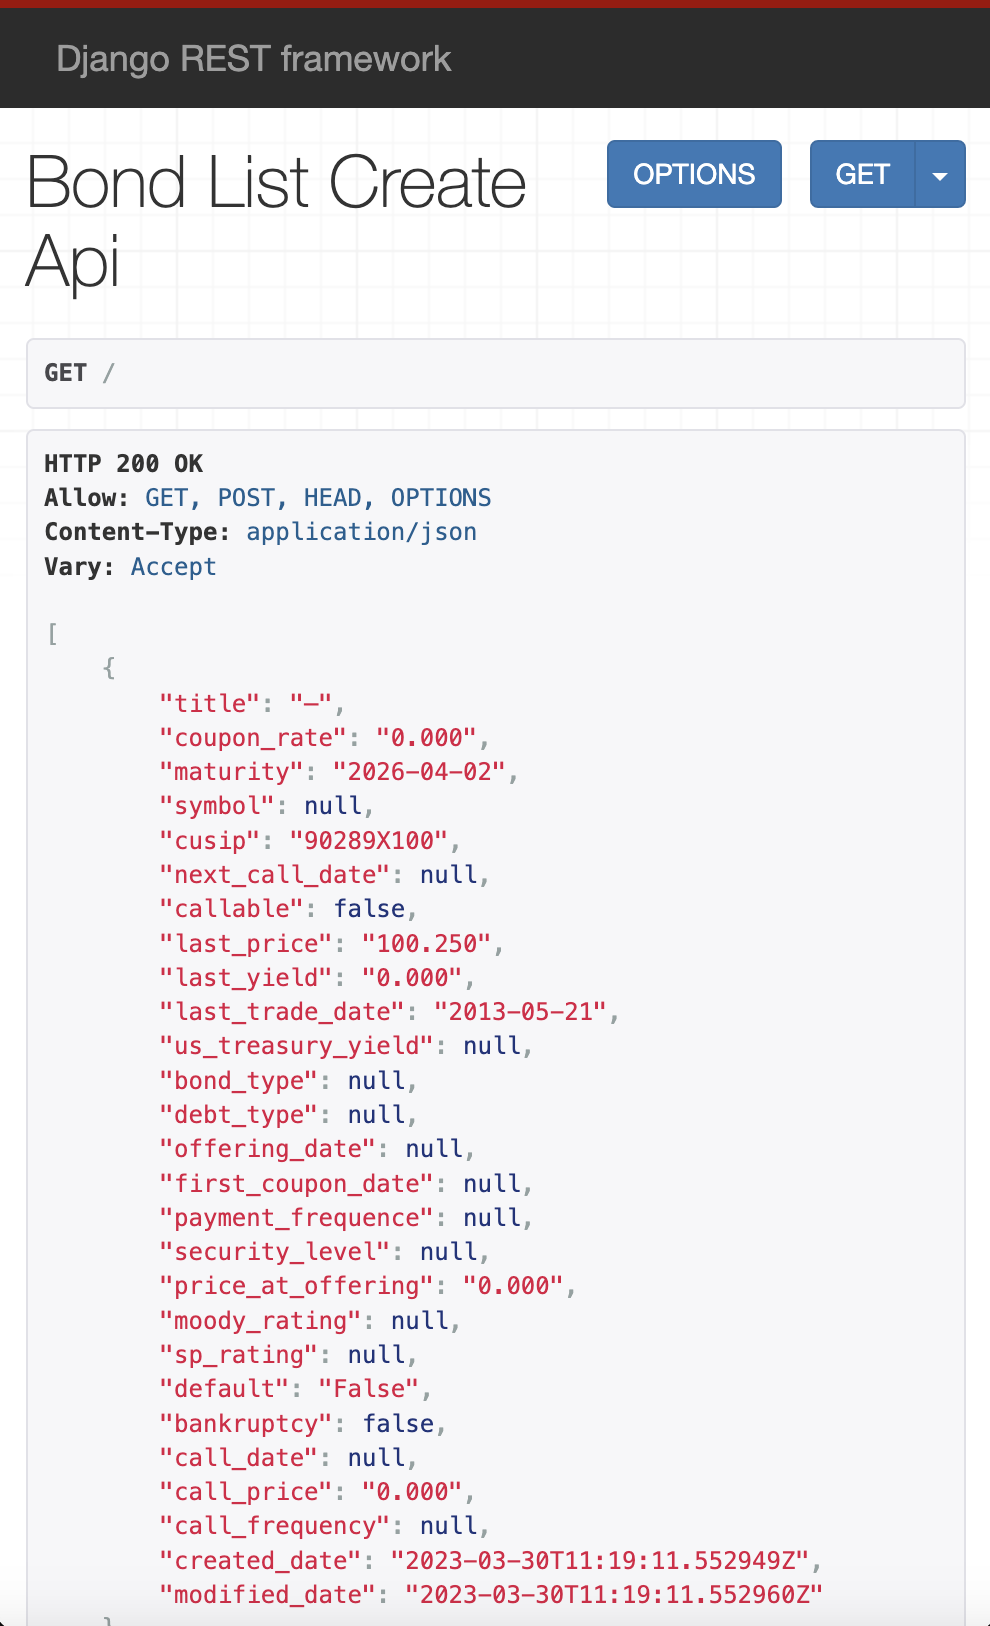 Django REST framework
Bond List Create
Api
OPTIONS
GET
GET /
HTTP 200 OK
Allow: GET, POST, HEAD, OPTIONS
Content-Type: application/json
Vary: Accept
[
{
"title": "–",
"coupon_rate": "0.000",
"maturity": "2026-04-02",
"symbol": null,
"cusip": "90289X100",
"next_call_date": null,
"callable": false,
"last_price": "100.250",
"last_yield": "0.000",
"last_trade_date": "2013-05-21",
"us_treasury_yield": null,
"bond_type": null,
"debt_type": null,
"offering_date": null,
"first_coupon_date": null,
"payment_frequence": null,
"security_level": null,
"price_at_offering": "0.000",
"moody_rating": null,
"sp_rating": null,
"default": "False",
"bankruptcy": false,
"call_date": null,
"call_price": "0.000",
"call_frequency": null,
"created_date": "2023-03-30T11:19:11.552949Z",
"modified_date": "2023-03-30T11:19:11.552960Z"
}